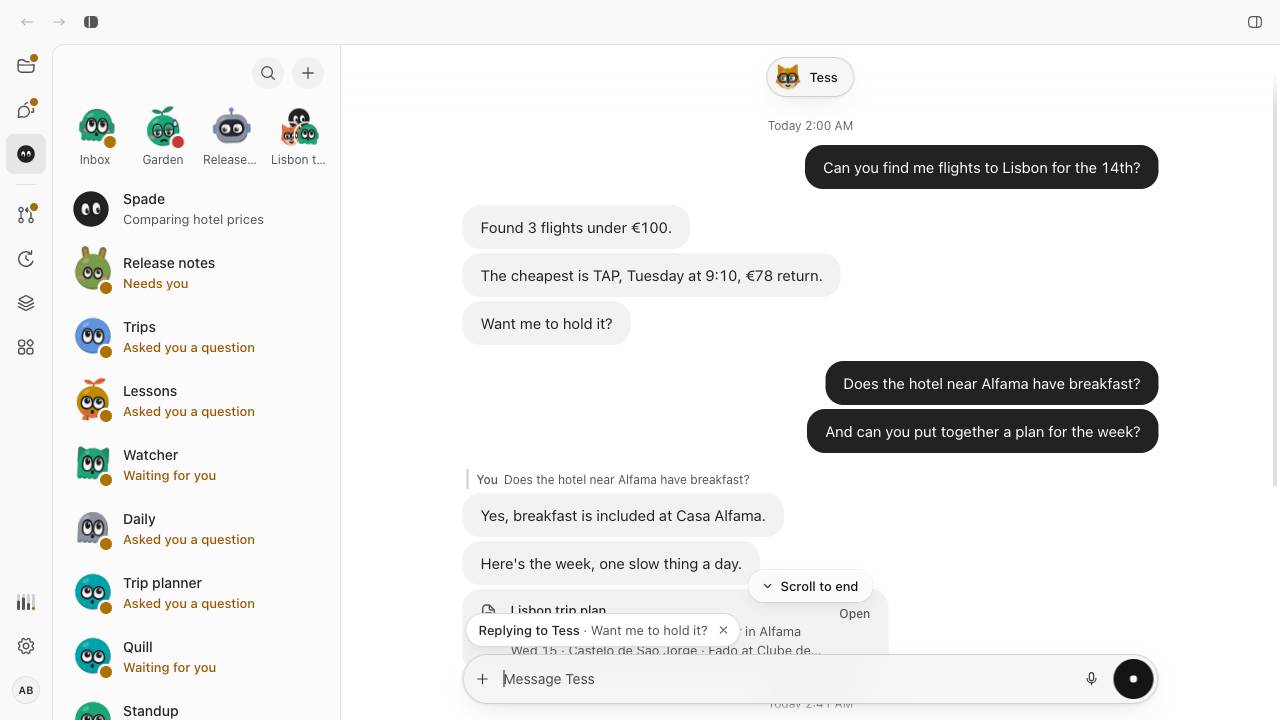 Inbox
Garden
Release...
Lisbon t...
Spade
Comparing hotel prices
Release notes
Needs you
Trips
Asked you a question
Lessons
Asked you a question
Watcher
Waiting for you
Daily
Asked you a question
Trip planner
Asked you a question
Quill
Waiting for you
Standup
AB
Tess
Today 2:00 AM
Can you find me flights to Lisbon for the 14th?
Found 3 flights under €100.
The cheapest is TAP, Tuesday at 9:10, €78 return.
Want me to hold it?
Does the hotel near Alfama have breakfast?
And can you put together a plan for the week?
You Does the hotel near Alfama have breakfast?
Yes, breakfast is included at Casa Alfama.
Here's the week, one slow thing a day.
Scroll to end
Lisbon trip plan
Open
Replying to Tess · Want me to hold it?
r in Alfama
Wed 15 · Castelo de São Jorge · Fado at Clube de...
Message Tess
Today 2:41 AM